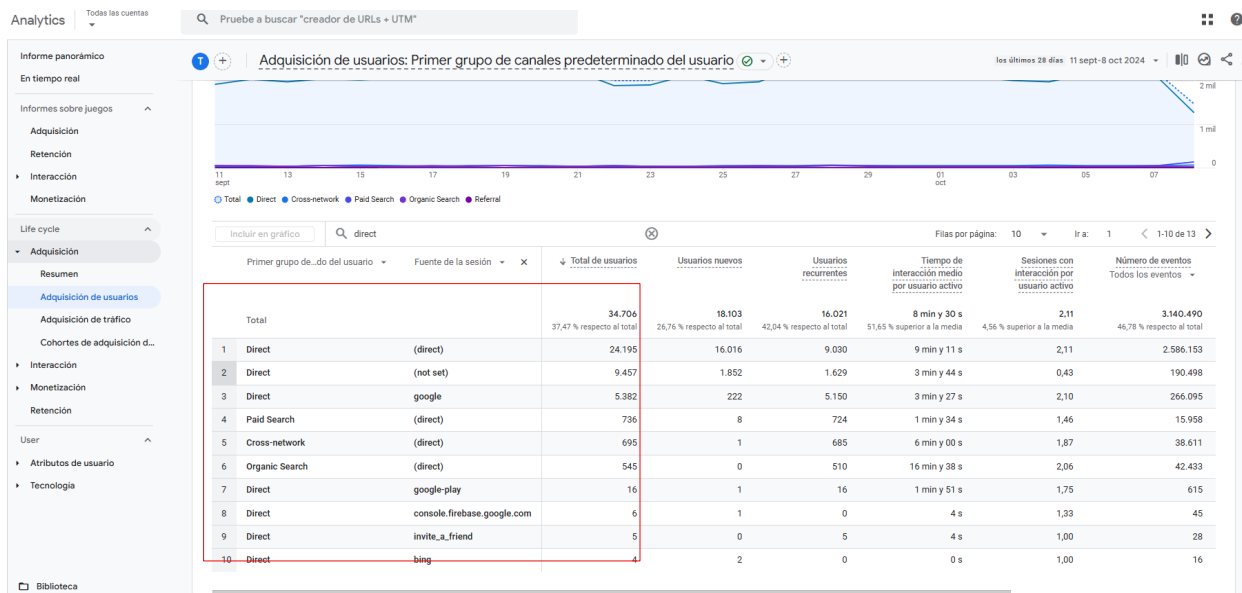 Analytics
Todas las cuentas
Pruebe a buscar "creador de URLs + UTM"
Informe panorámico
En tiempo real
Informes sobre juegos
Adquisición
Retención
Interacción
Monetización
Life cycle
Adquisición
Resumen
Adquisición de usuarios
Adquisición de tráfico
Cohortes de adquisición d...
Interacción
Monetización
Retención
User
Atributos de usuario
Tecnología
Biblioteca
T
Adquisición de usuarios: Primer grupo de canales predeterminado del usuario
los últimos 28 días 11 sept-8 oct 2024
2 mil
1 mil
0
11 sept 13 15 17 19 21 23 25 27 29 01 oct 03 05 07
Total Direct Cross-network Paid Search Organic Search Referral
Incluir en gráfico direct Filas por página: 10 Ir a: 1 1-10 de 13
Primer grupo de...do del usuario Fuente de la sesión Total de usuarios Usuarios nuevos Usuarios recurrentes Tiempo de interacción medio por usuario activo Sesiones con interacción por usuario activo Número de eventos Todos los eventos
Total 34.706 18.103 16.021 8 min y 30 s 2,11 3.140.490
37,47 % respecto al total 26,76 % respecto al total 42,04 % respecto al total 51,65 % superior a la media 4,56 % superior a la media 46,78 % respecto al total
1 Direct (direct) 24.195 16.016 9.030 9 min y 11 s 2,11 2.586.153
2 Direct (not set) 9.457 1.852 1.629 3 min y 44 s 0,43 190.498
3 Direct google 5.382 222 5.150 3 min y 27 s 2,10 266.095
4 Paid Search (direct) 736 8 724 1 min y 34 s 1,46 15.958
5 Cross-network (direct) 695 1 685 6 min y 00 s 1,87 38.611
6 Organic Search (direct) 545 0 510 16 min y 38 s 2,06 42.433
7 Direct google-play 16 1 16 1 min y 51 s 1,75 615
8 Direct console.firebase.google.com 6 1 0 4 s 1,33 45
9 Direct invite_a_friend 5 0 5 4 s 1,00 28
10 Direct bing 4 2 0 0 s 1,00 16